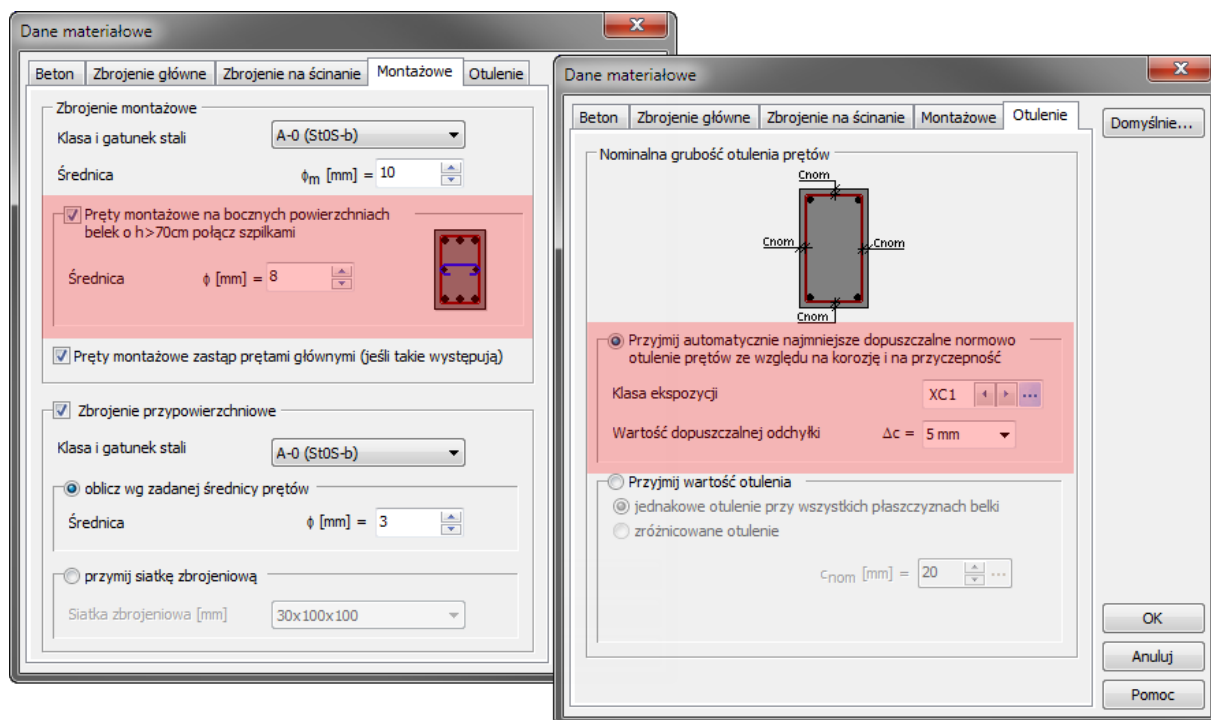 Dane materiałowe
Beton Zbrojenie główne Zbrojenie na ścinanie Montażowe Otulenie
Zbrojenie montażowe
Klasa i gatunek stali A-0 (St0S-b)
Średnica ϕm [mm] = 10
Pręty montażowe na bocznych powierzchniach
belek o h>70cm połącz szpilkami
Średnica ϕ [mm] = 8
Pręty montażowe zastąp prętami głównymi (jeśli takie występują)
Zbrojenie przypowierzchniowe
Klasa i gatunek stali A-0 (St0S-b)
oblicz wg zadanej średnicy prętów
Średnica ϕ [mm] = 3
przymij siatkę zbrojeniową
Siatka zbrojeniowa [mm] 30x100x100
Dane materiałowe
Beton Zbrojenie główne Zbrojenie na ścinanie Montażowe Otulenie
Domyślnie...
Nominalna grubość otulenia prętów
Cnom
Cnom Cnom
Cnom
Przyjmij automatycznie najmniejsze dopuszczalne normowo
otulenie prętów ze względu na korozję i na przyczepność
Klasa ekspozycji XC1 ...
Wartość dopuszczalnej odchyłki Δc = 5 mm
Przyjmij wartość otulenia
jednakowe otulenie przy wszystkich płaszczyznach belki
zróżnicowane otulenie
cnom [mm] = 20 ...
OK
Anuluj
Pomoc